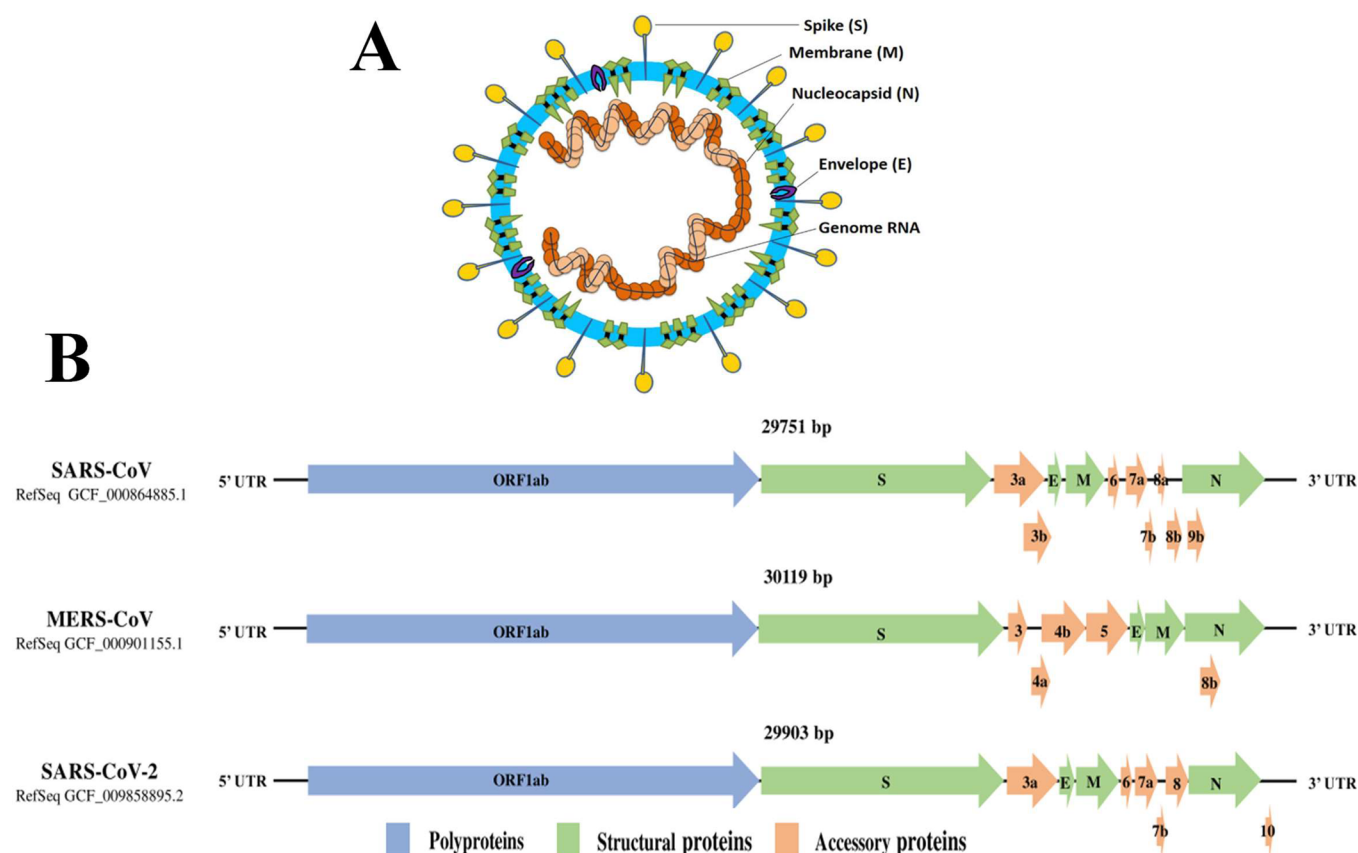 A
Spike (S)
Membrane (M)
Nucleocapsid (N)
Envelope (E)
Genome RNA
B
29751 bp
SARS-CoV
RefSeq GCF_000864885.1
5' UTR ORF1ab S 3a E M 6 7a 8a N 3' UTR
3b 7b 8b 9b
30119 bp
MERS-CoV
RefSeq GCF_000901155.1
5' UTR ORF1ab S 3 4b 5 E M N 3' UTR
4a 8b
29903 bp
SARS-CoV-2
RefSeq GCF_009858895.2
5' UTR ORF1ab S 3a E M 6 7a 8 N 3' UTR
7b 10
Polyproteins Structural proteins Accessory proteins